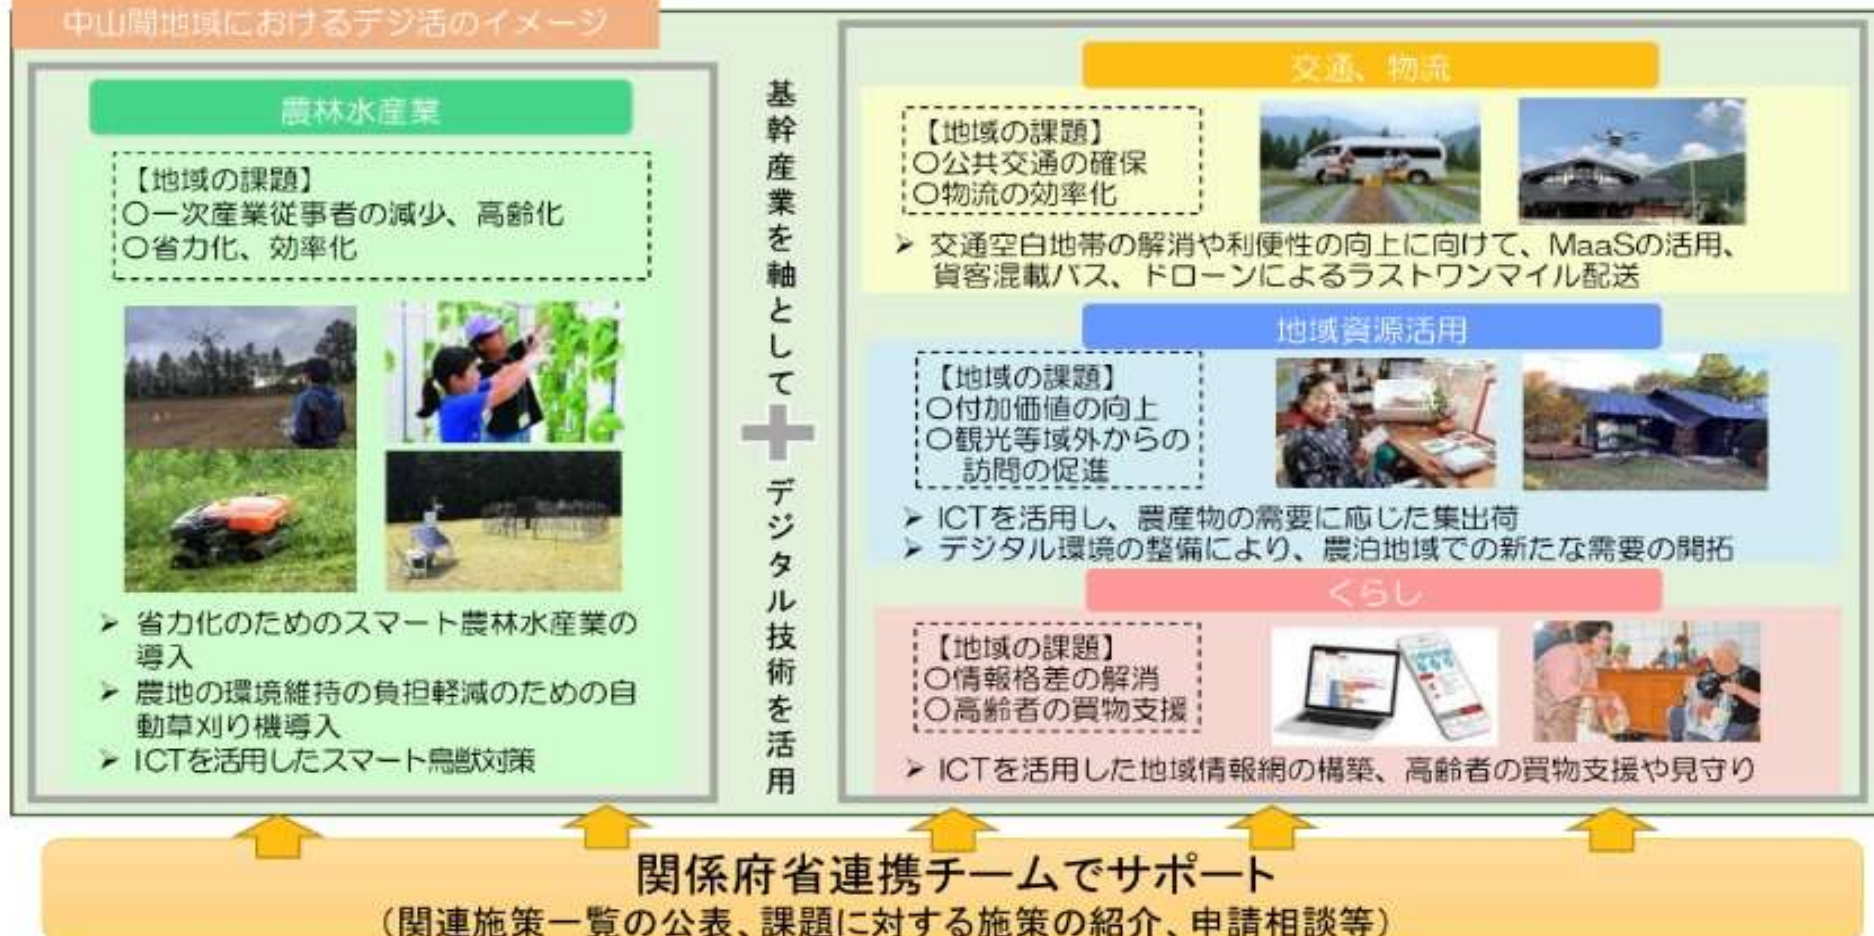 中山間地域におけるデジ活のイメージ
農林水産業
【地域の課題】
〇一次産業従事者の減少、高齢化
〇省力化、効率化
➢ 省力化のためのスマート農林水産業の
導入
➢ 農地の環境維持の負担軽減のための自
動草刈り機導入
➢ ICTを活用したスマート鳥獣対策
基幹産業を軸として
デジタル技術を活用
交通、物流
【地域の課題】
〇公共交通の確保
〇物流の効率化
➢ 交通空白地帯の解消や利便性の向上に向けて、MaaSの活用、
貨客混載バス、ドローンによるラストワンマイル配送
地域資源活用
【地域の課題】
〇付加価値の向上
〇観光等域外からの
訪問の促進
➢ ICTを活用し、農産物の需要に応じた集出荷
➢ デジタル環境の整備により、農泊地域での新たな需要の開拓
くらし
【地域の課題】
〇情報格差の解消
〇高齢者の買物支援
➢ ICTを活用した地域情報網の構築、高齢者の買物支援や見守り
関係府省連携チームでサポート
（関連施策一覧の公表、課題に対する施策の紹介、申請相談等）